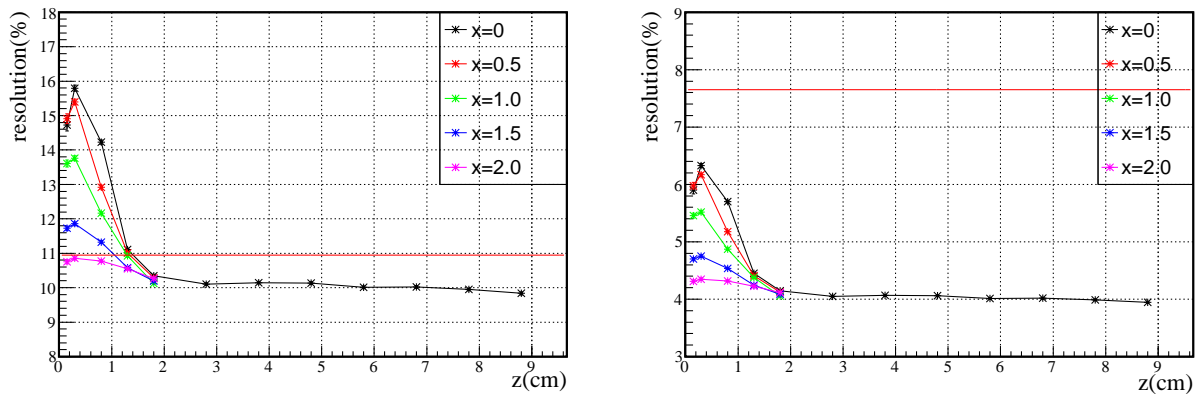 resolution(%)
18
17
16
15
14
13
12
11
10
9
8
0 1 2 3 4 5 6 7 8 9
z(cm)
x=0
x=0.5
x=1.0
x=1.5
x=2.0
resolution(%)
9
8
7
6
5
4
3
0 1 2 3 4 5 6 7 8 9
z(cm)
x=0
x=0.5
x=1.0
x=1.5
x=2.0